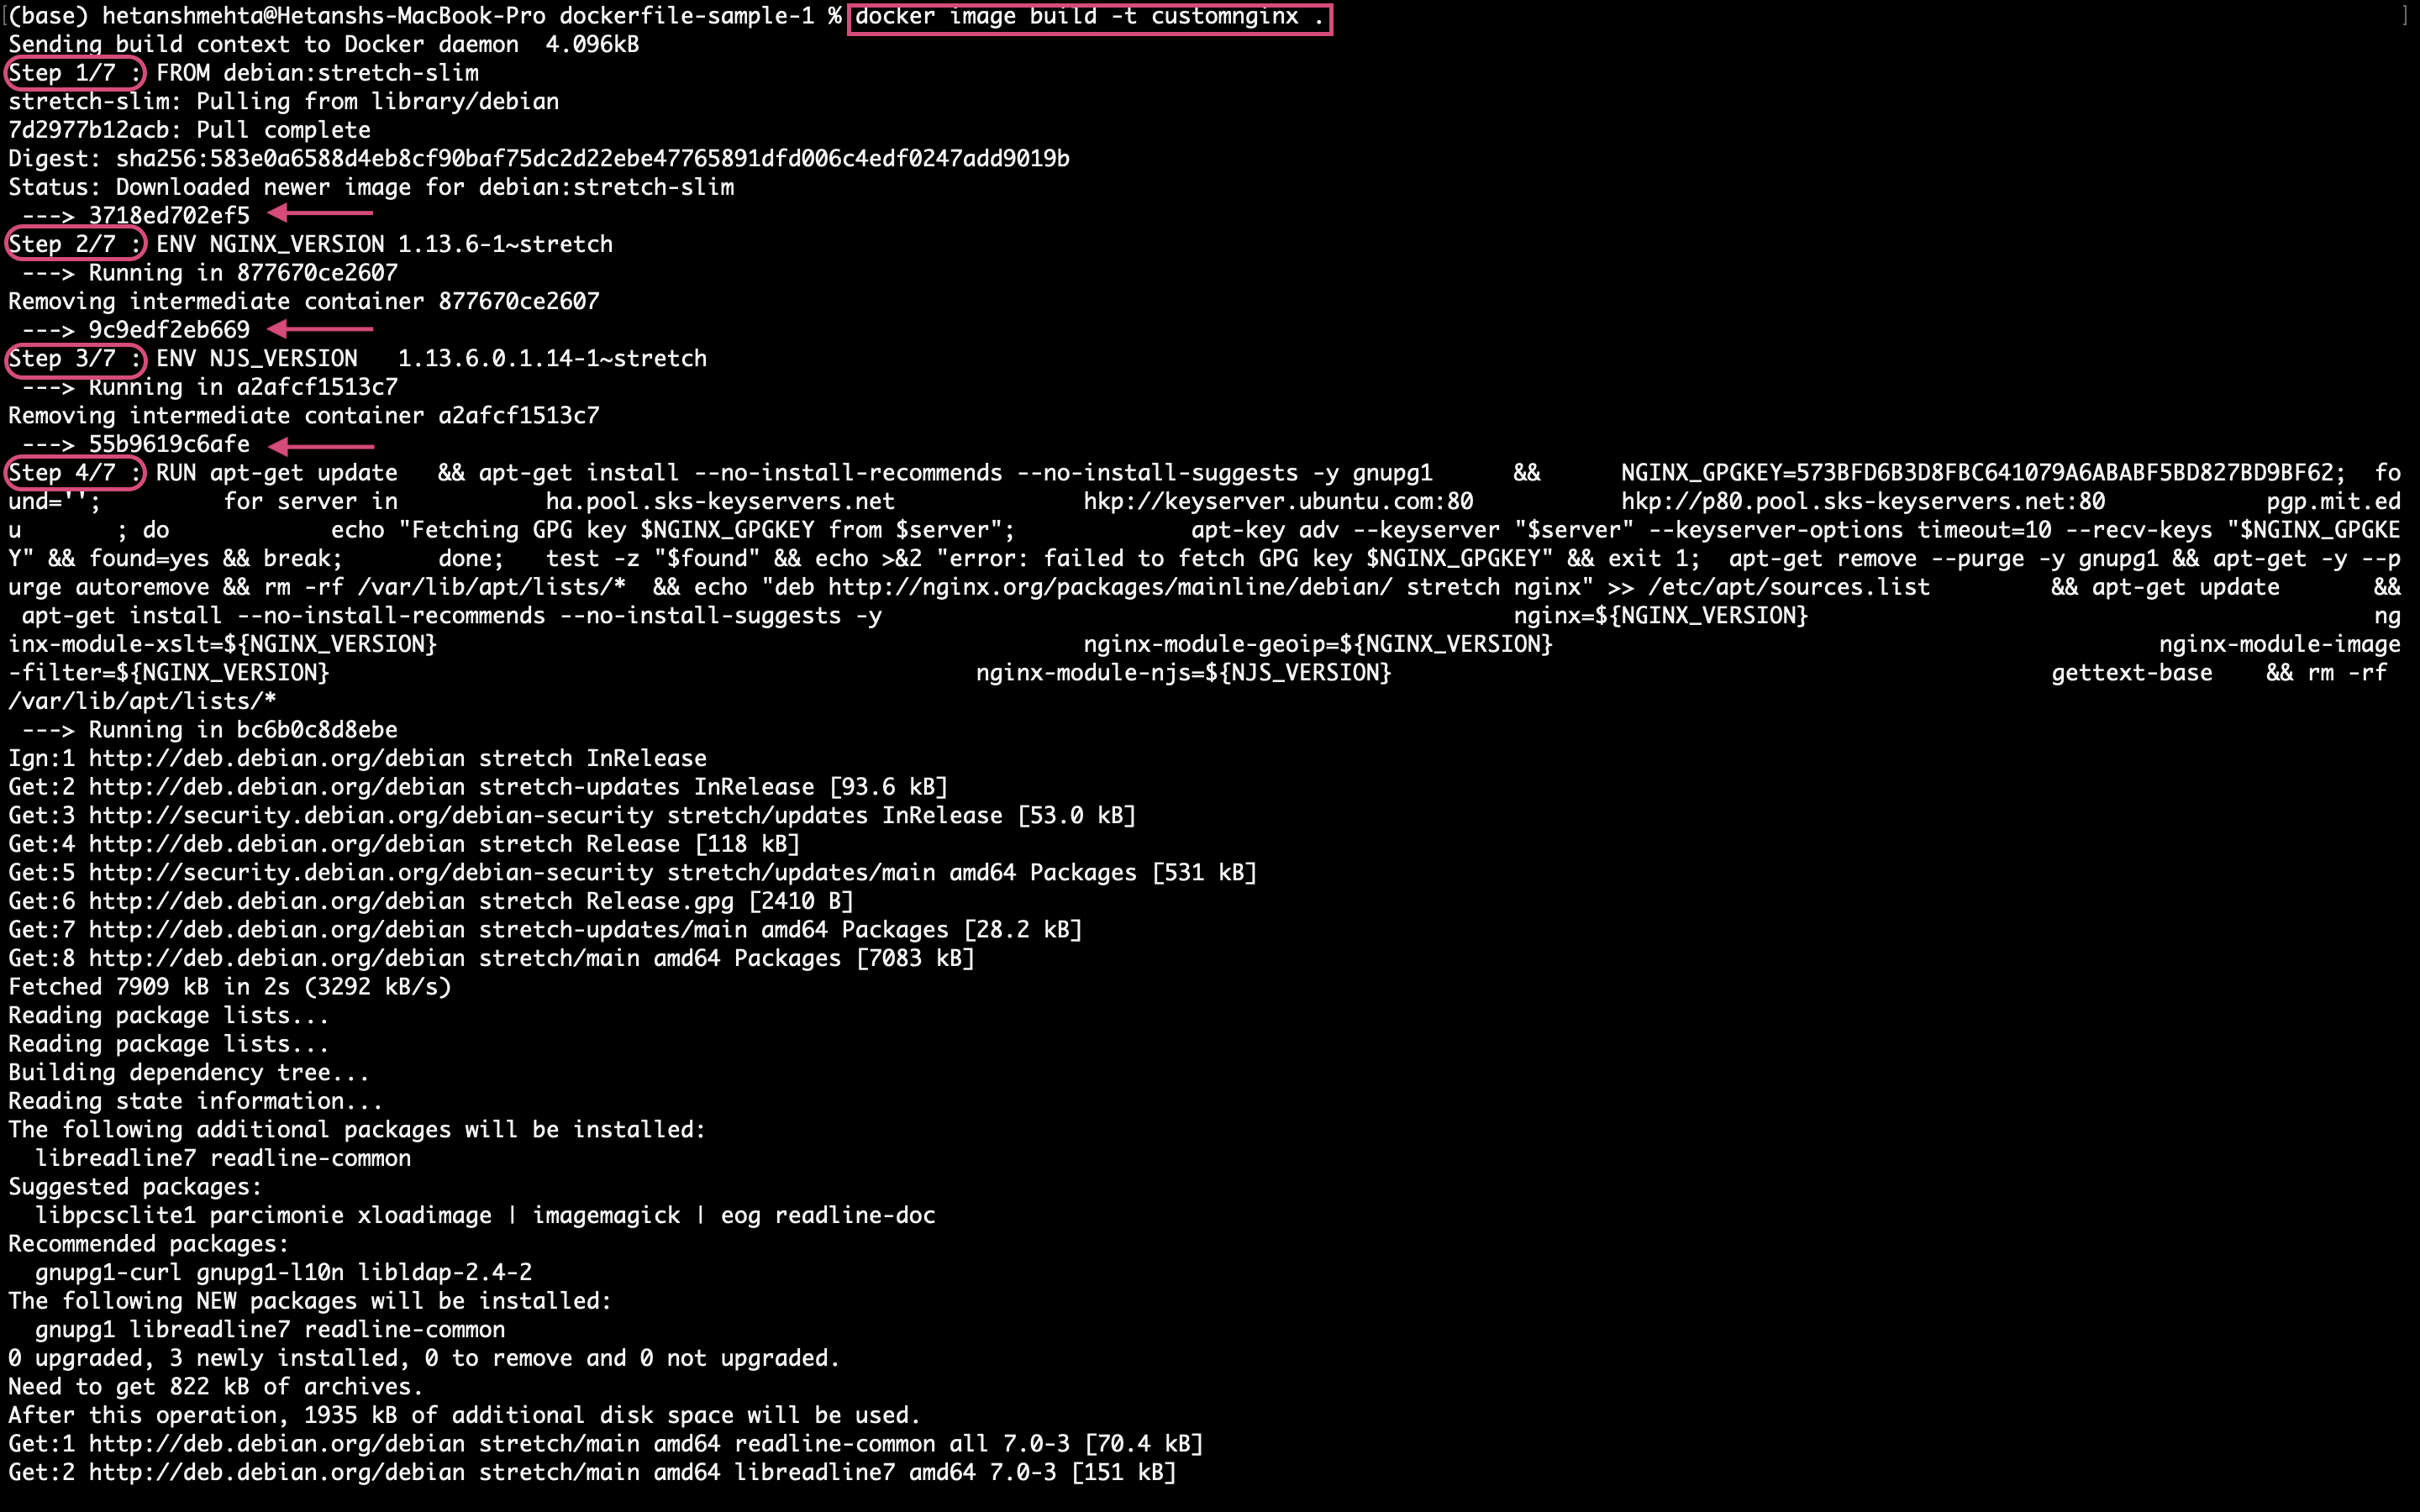 (base) hetanshmehta@Hetanshs-MacBook-Pro dockerfile-sample-1 % docker image build -t customnginx .
Sending build context to Docker daemon  4.096kB
Step 1/7 : FROM debian:stretch-slim
stretch-slim: Pulling from library/debian
7d2977b12acb: Pull complete
Digest: sha256:583e0a6588d4eb8cf90baf75dc2d22ebe47765891dfd006c4edf0247add9019b
Status: Downloaded newer image for debian:stretch-slim
 ---> 3718ed702ef5
Step 2/7 : ENV NGINX_VERSION 1.13.6-1~stretch
 ---> Running in 877670ce2607
Removing intermediate container 877670ce2607
 ---> 9c9edf2eb669
Step 3/7 : ENV NJS_VERSION   1.13.6.0.1.14-1~stretch
 ---> Running in a2afcf1513c7
Removing intermediate container a2afcf1513c7
 ---> 55b9619c6afe
Step 4/7 : RUN apt-get update   && apt-get install --no-install-recommends --no-install-suggests -y gnupg1      &&      NGINX_GPGKEY=573BFD6B3D8FBC641079A6ABABF5BD827BD9BF62;  fo
und='';         for server in           ha.pool.sks-keyservers.net              hkp://keyserver.ubuntu.com:80           hkp://p80.pool.sks-keyservers.net:80            pgp.mit.ed
u       ; do            echo "Fetching GPG key $NGINX_GPGKEY from $server";             apt-key adv --keyserver "$server" --keyserver-options timeout=10 --recv-keys "$NGINX_GPGKE
Y" && found=yes && break;       done;   test -z "$found" && echo >&2 "error: failed to fetch GPG key $NGINX_GPGKEY" && exit 1;  apt-get remove --purge -y gnupg1 && apt-get -y --p
urge autoremove && rm -rf /var/lib/apt/lists/*  && echo "deb http://nginx.org/packages/mainline/debian/ stretch nginx" >> /etc/apt/sources.list         && apt-get update       &&
 apt-get install --no-install-recommends --no-install-suggests -y                                               nginx=${NGINX_VERSION}                                          ng
inx-module-xslt=${NGINX_VERSION}                                                nginx-module-geoip=${NGINX_VERSION}                                             nginx-module-image
-filter=${NGINX_VERSION}                                                nginx-module-njs=${NJS_VERSION}                                                 gettext-base    && rm -rf
/var/lib/apt/lists/*
 ---> Running in bc6b0c8d8ebe
Ign:1 http://deb.debian.org/debian stretch InRelease
Get:2 http://deb.debian.org/debian stretch-updates InRelease [93.6 kB]
Get:3 http://security.debian.org/debian-security stretch/updates InRelease [53.0 kB]
Get:4 http://deb.debian.org/debian stretch Release [118 kB]
Get:5 http://security.debian.org/debian-security stretch/updates/main amd64 Packages [531 kB]
Get:6 http://deb.debian.org/debian stretch Release.gpg [2410 B]
Get:7 http://deb.debian.org/debian stretch-updates/main amd64 Packages [28.2 kB]
Get:8 http://deb.debian.org/debian stretch/main amd64 Packages [7083 kB]
Fetched 7909 kB in 2s (3292 kB/s)
Reading package lists...
Reading package lists...
Building dependency tree...
Reading state information...
The following additional packages will be installed:
  libreadline7 readline-common
Suggested packages:
  libpcsclite1 parcimonie xloadimage | imagemagick | eog readline-doc
Recommended packages:
  gnupg1-curl gnupg1-l10n libldap-2.4-2
The following NEW packages will be installed:
  gnupg1 libreadline7 readline-common
0 upgraded, 3 newly installed, 0 to remove and 0 not upgraded.
Need to get 822 kB of archives.
After this operation, 1935 kB of additional disk space will be used.
Get:1 http://deb.debian.org/debian stretch/main amd64 readline-common all 7.0-3 [70.4 kB]
Get:2 http://deb.debian.org/debian stretch/main amd64 libreadline7 amd64 7.0-3 [151 kB]